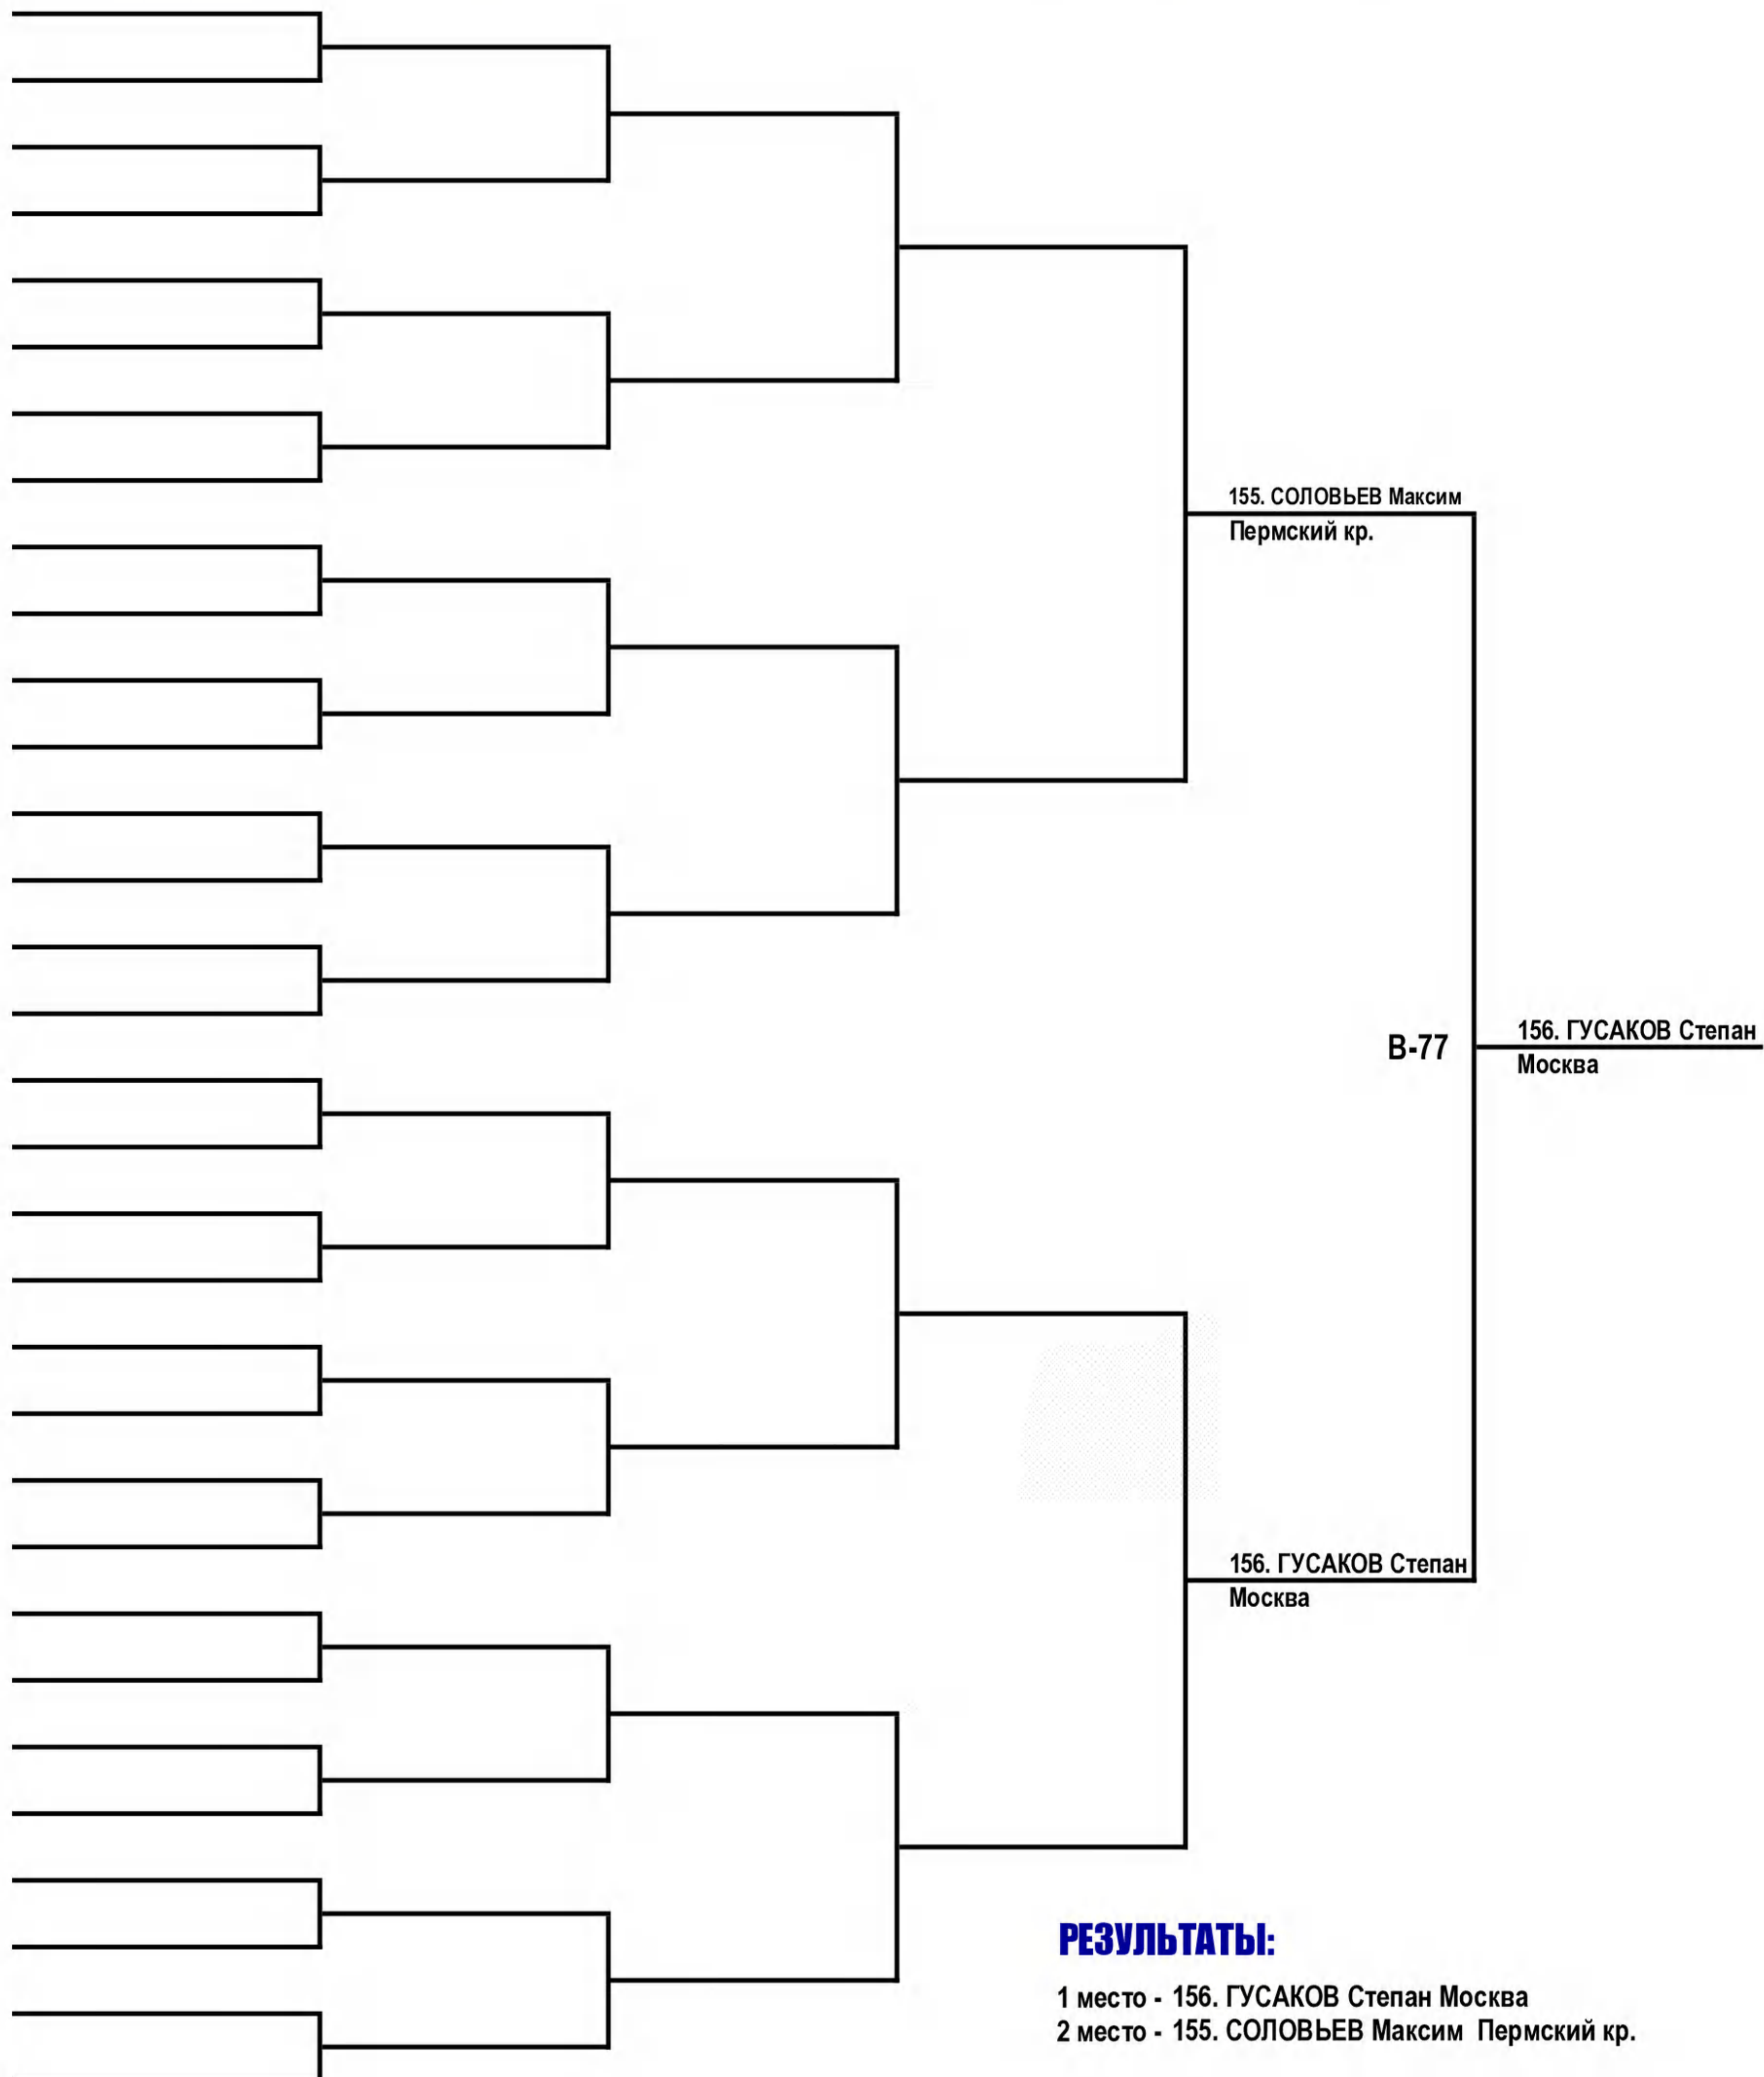 155. СОЛОВЬЕВ Максим
Пермский кр.
В-77
156. ГУСАКОВ Степан
Москва
156. ГУСАКОВ Степан
Москва
РЕЗУЛЬТАТЫ:
1 место - 156. ГУСАКОВ Степан Москва
2 место - 155. СОЛОВЬЕВ Максим Пермский кр.